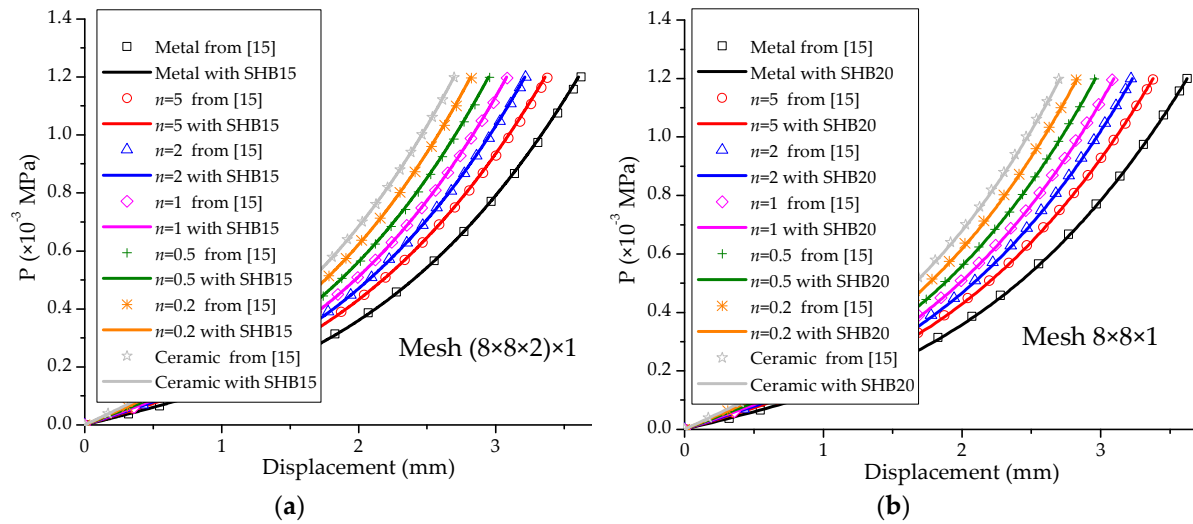 1.4
1.2
1.0
0.8
0.6
0.4
0.2
0.0
P (×10⁻³ MPa)
Metal from [15]
Metal with SHB15
n=5 from [15]
n=5 with SHB15
n=2 from [15]
n=2 with SHB15
n=1 from [15]
n=1 with SHB15
n=0.5 from [15]
n=0.5 with SHB15
n=0.2 from [15]
n=0.2 with SHB15
Ceramic from [15]
Ceramic with SHB15
Mesh (8×8×2)×1
0 1 2 3
Displacement (mm)
(a)
1.4
1.2
1.0
0.8
0.6
0.4
0.2
0.0
P (×10⁻³ MPa)
Metal from [15]
Metal with SHB20
n=5 from [15]
n=5 with SHB20
n=2 from [15]
n=2 with SHB20
n=1 from [15]
n=1 with SHB20
n=0.5 from [15]
n=0.5 with SHB20
n=0.2 from [15]
n=0.2 with SHB20
Ceramic from [15]
Ceramic with SHB20
Mesh 8×8×1
0 1 2 3
Displacement (mm)
(b)